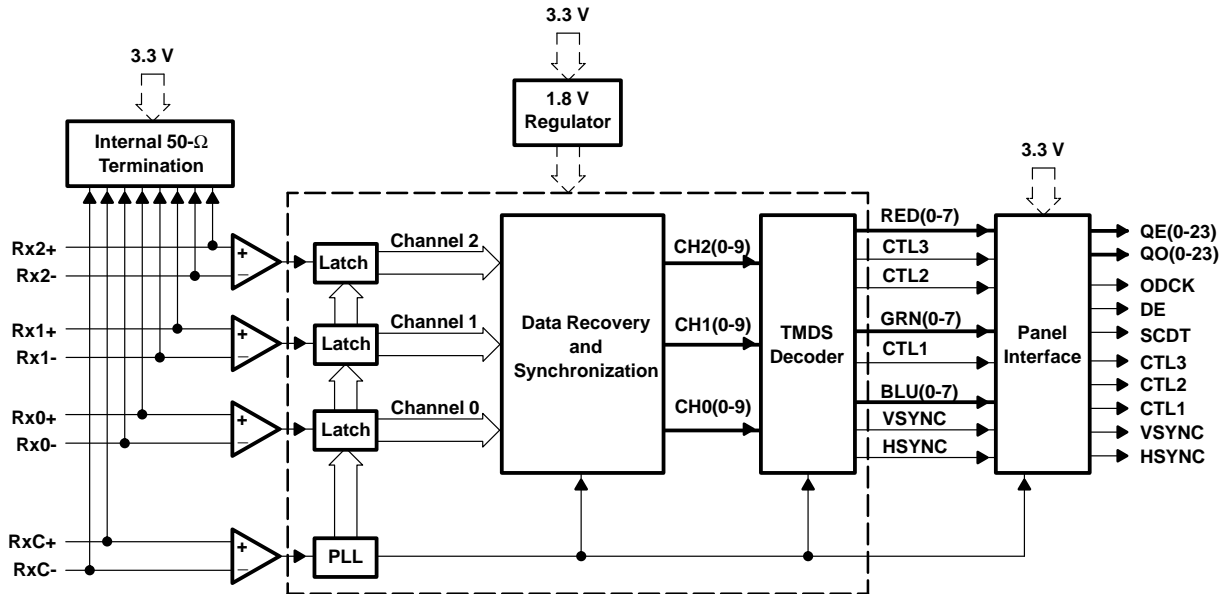 3.3 V
3.3 V
3.3 V
Internal 50-Ω
Termination
1.8 V
Regulator
Rx2+
Rx2-
Rx1+
Rx1-
Rx0+
Rx0-
RxC+
RxC-
+
−
+
−
+
−
+
−
Latch
Latch
Latch
PLL
Channel 2
Channel 1
Channel 0
Data Recovery
and
Synchronization
CH2(0-9)
CH1(0-9)
CH0(0-9)
TMDS
Decoder
RED(0-7)
CTL3
CTL2
GRN(0-7)
CTL1
BLU(0-7)
VSYNC
HSYNC
Panel
Interface
QE(0-23)
QO(0-23)
ODCK
DE
SCDT
CTL3
CTL2
CTL1
VSYNC
HSYNC